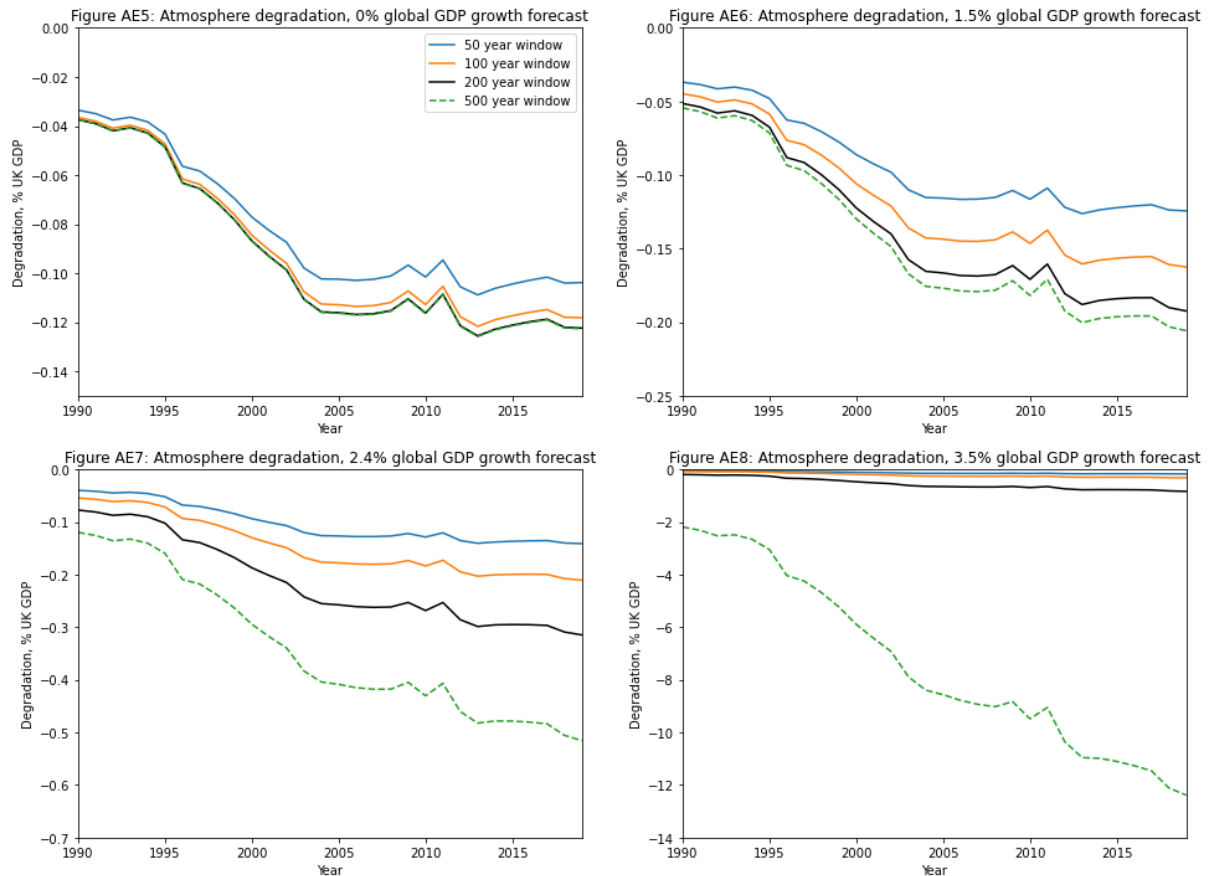 Figure AE5: Atmosphere degradation, 0% global GDP growth forecast
0.00
−0.02
−0.04
−0.06
−0.08
−0.10
−0.12
−0.14
Degradation, % UK GDP
50 year window
100 year window
200 year window
500 year window
1990 1995 2000 2005 2010 2015
Year
Figure AE6: Atmosphere degradation, 1.5% global GDP growth forecast
0.00
−0.05
−0.10
−0.15
−0.20
−0.25
Degradation, % UK GDP
1990 1995 2000 2005 2010 2015
Year
Figure AE7: Atmosphere degradation, 2.4% global GDP growth forecast
0.0
−0.1
−0.2
−0.3
−0.4
−0.5
−0.6
−0.7
Degradation, % UK GDP
1990 1995 2000 2005 2010 2015
Year
Figure AE8: Atmosphere degradation, 3.5% global GDP growth forecast
0
−2
−4
−6
−8
−10
−12
−14
Degradation, % UK GDP
1990 1995 2000 2005 2010 2015
Year